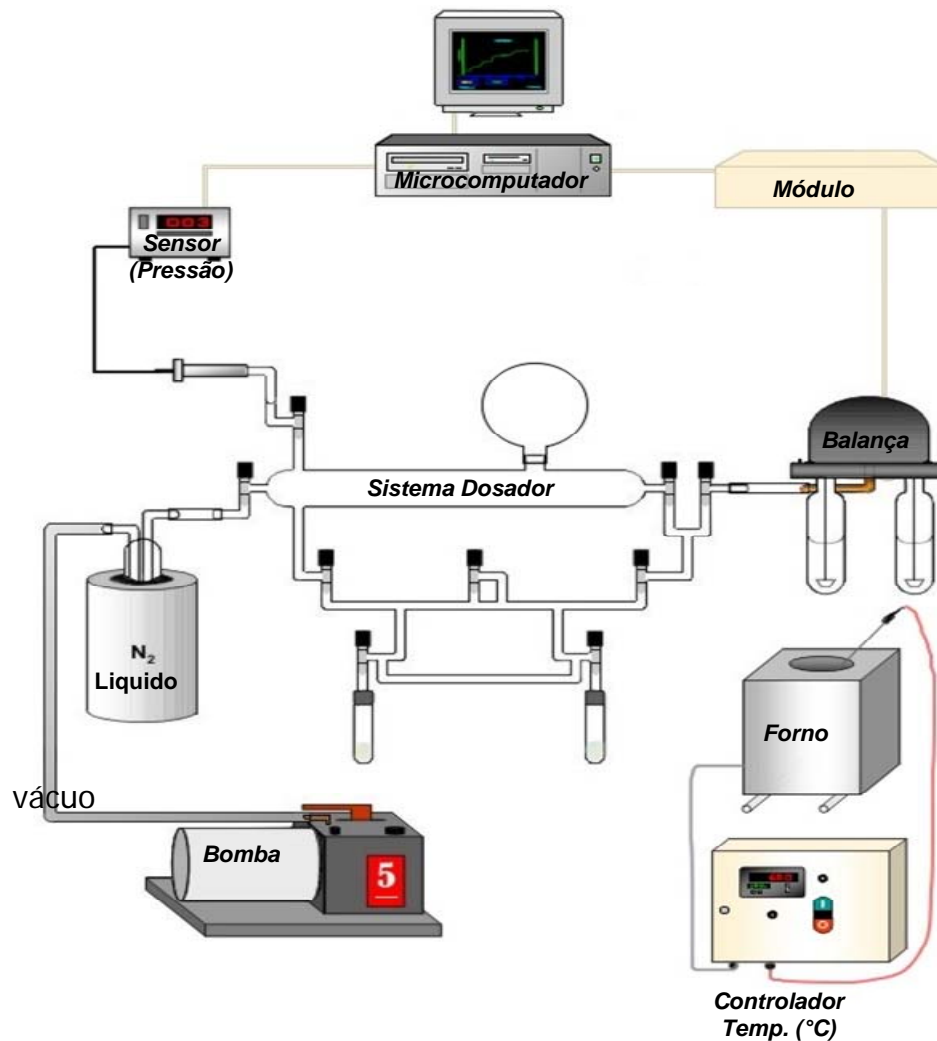 Microcomputador
Módulo
003
Sensor
(Pressão)
Balança
Sistema Dosador
N₂
Liquido
Forno
vácuo
Bomba
5
Controlador
Temp. (°C)